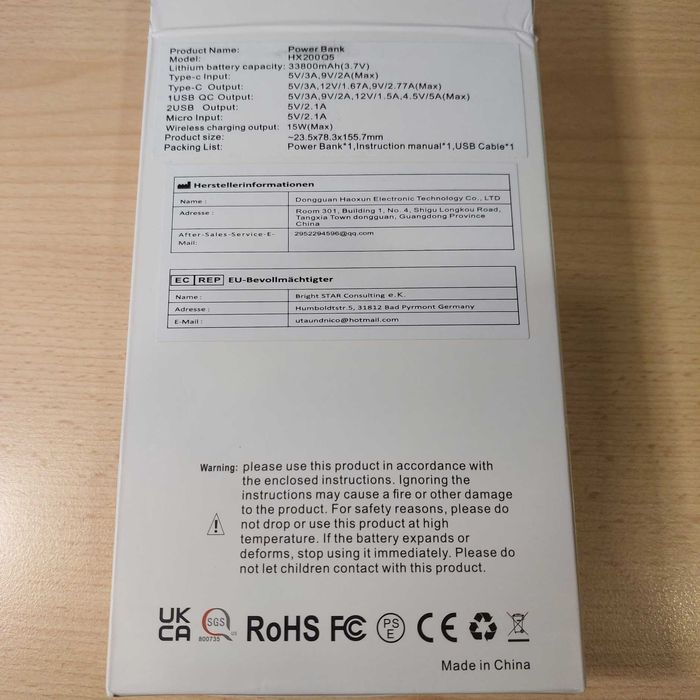 Product Name: Power Bank
Model: HX200Q5
Lithium battery capacity: 33800mAh(3.7V)
Type-c Input: 5V/3A,9V/2A(Max)
Type-C Output: 5V/3A,12V/1.67A,9V/2.77A(Max)
1USB QC Output: 5V/3A,9V/2A,12V/1.5A,4.5V/5A(Max)
2USB Output: 5V/2.1A
Micro Input: 5V/2.1A
Wireless charging output: 15W(Max)
Product size: ~23.5x78.3x155.7mm
Packing List: Power Bank*1,Instruction manual*1,USB Cable*1
Herstellerinformationen
Name : Dongguan Haoxun Electronic Technology Co., LTD
Adresse : Room 301, Building 1, No. 4, Shigu Longkou Road,
Tangxia Town dongguan, Guangdong Province
China
After-Sales-Service-E-
Mail: 2952294596@qq.com
EC REP EU-Bevollmächtigter
Name : Bright STAR Consulting e.K.
Adresse : Humboldtstr.5, 31812 Bad Pyrmont Germany
E-Mail : utaundnico@hotmail.com
Warning: please use this product in accordance with
the enclosed instructions. Ignoring the
instructions may cause a fire or other damage
to the product. For safety reasons, please do
not drop or use this product at high
temperature. If the battery expands or
deforms, stop using it immediately. Please do
not let children contact with this product.
UK
CA
SGS
US
800735
RoHS
FC
PS
E
CE
Made in China